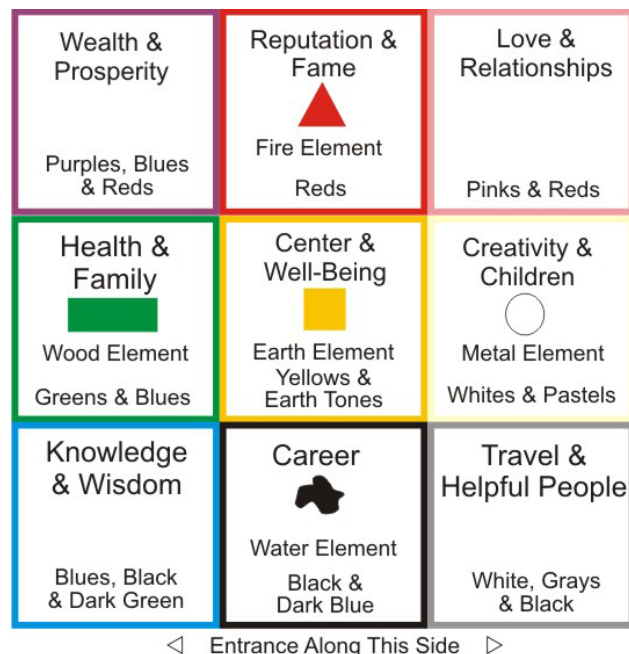 Wealth &
Prosperity
Purples, Blues
& Reds
Reputation &
Fame
Fire Element
Reds
Love &
Relationships
Pinks & Reds
Health &
Family
Wood Element
Greens & Blues
Center &
Well-Being
Earth Element
Yellows &
Earth Tones
Creativity &
Children
Metal Element
Whites & Pastels
Knowledge
& Wisdom
Blues, Black
& Dark Green
Career
Water Element
Black &
Dark Blue
Travel &
Helpful People
White, Grays
& Black
Entrance Along This Side